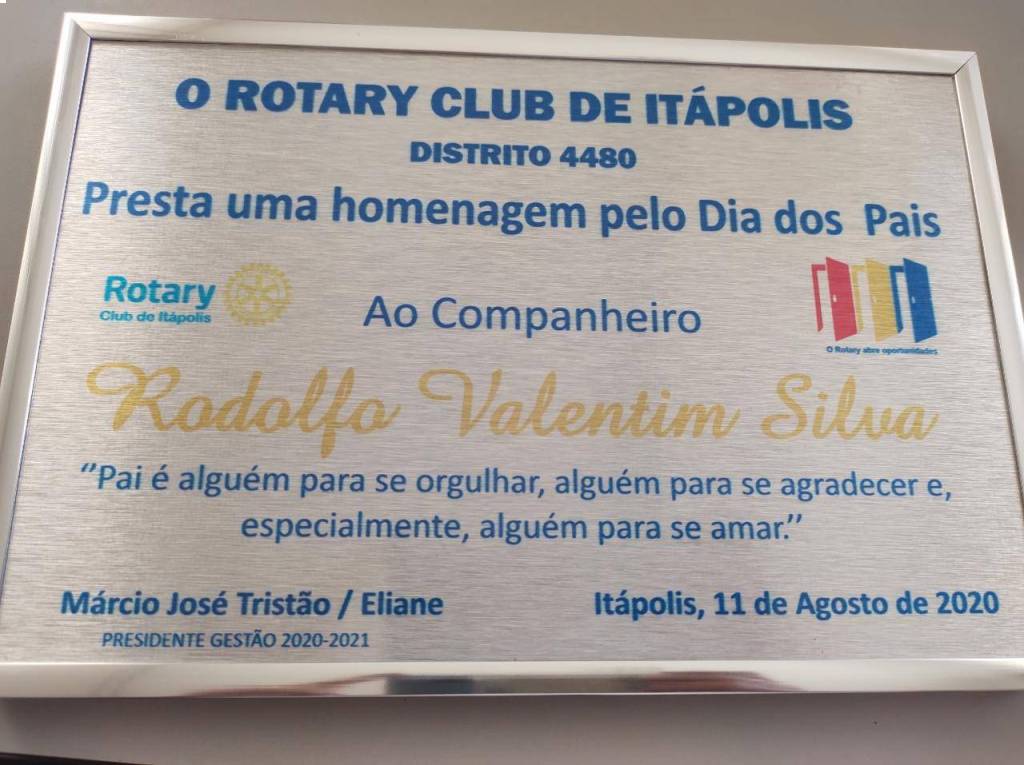 O ROTARY CLUB DE ITÁPOLIS
DISTRITO 4480
Presta uma homenagem pelo Dia dos Pais
Rotary
Club de Itápolis
Ao Companheiro
O Rotary abre oportunidades
Rodolfo Valentim Silva
"Pai é alguém para se orgulhar, alguém para se agradecer e,
especialmente, alguém para se amar."
Márcio José Tristão / Eliane
PRESIDENTE GESTÃO 2020-2021
Itápolis, 11 de Agosto de 2020